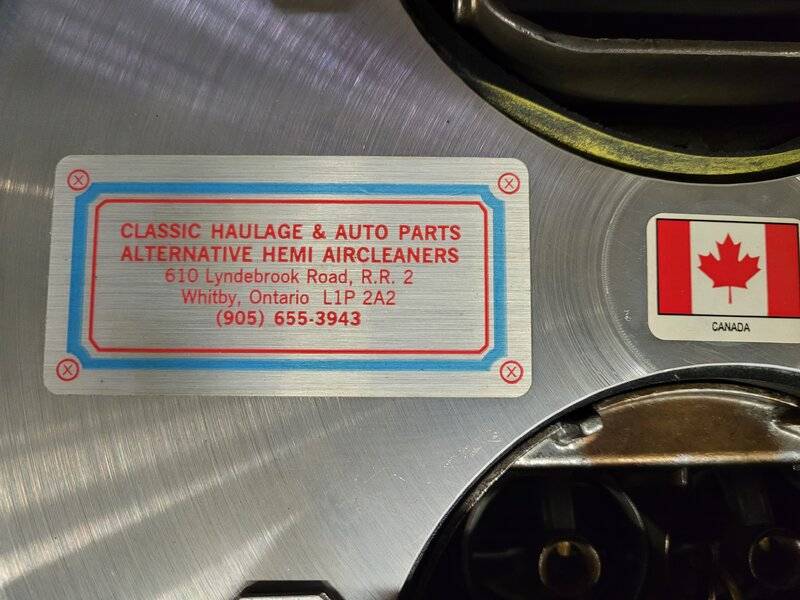 CLASSIC HAULAGE & AUTO PARTS
ALTERNATIVE HEMI AIRCLEANERS
610 Lyndebrook Road, R.R. 2
Whitby, Ontario L1P 2A2
(905) 655-3943
CANADA